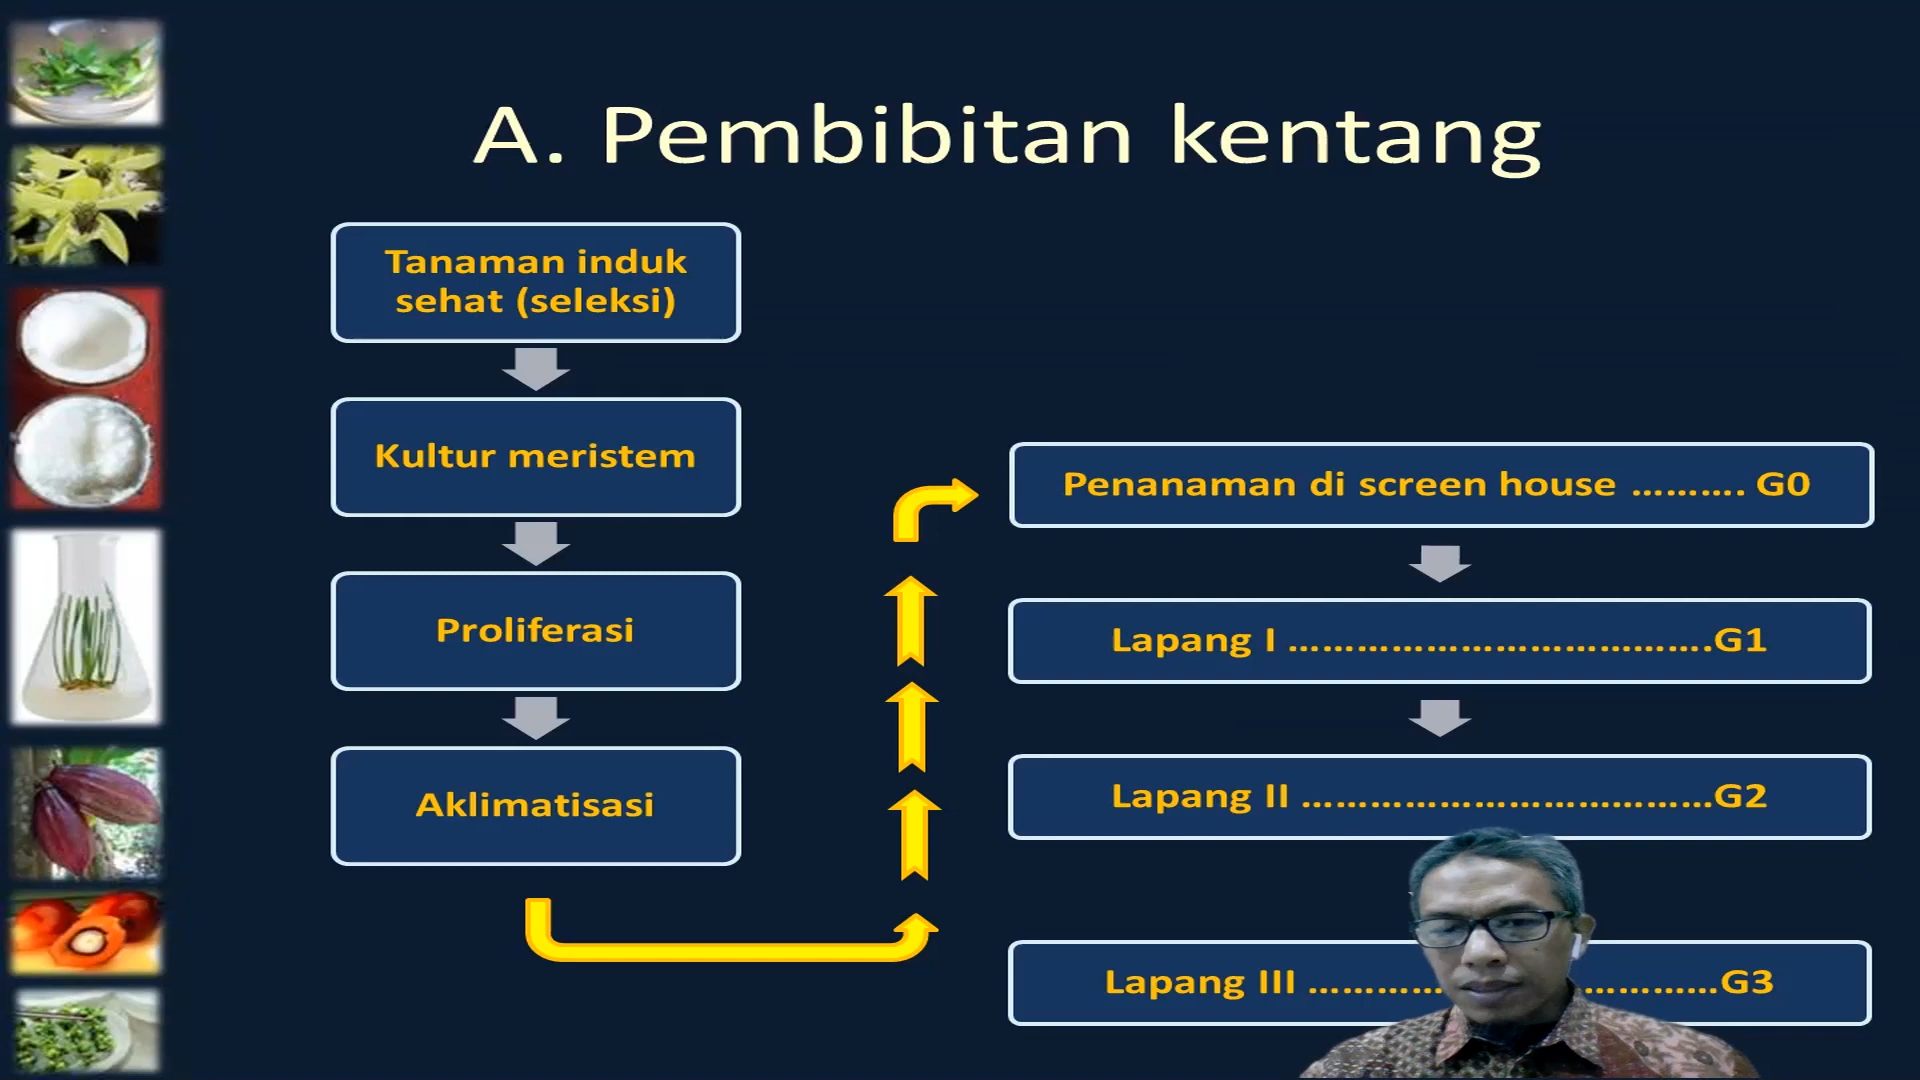 A. Pembibitan kentang
Tanaman induk
sehat (seleksi)
Kultur meristem
Proliferasi
Aklimatisasi
Penanaman di screen house .......... G0
Lapang I ......................................G1
Lapang II .....................................G2
Lapang III ............ ............G3